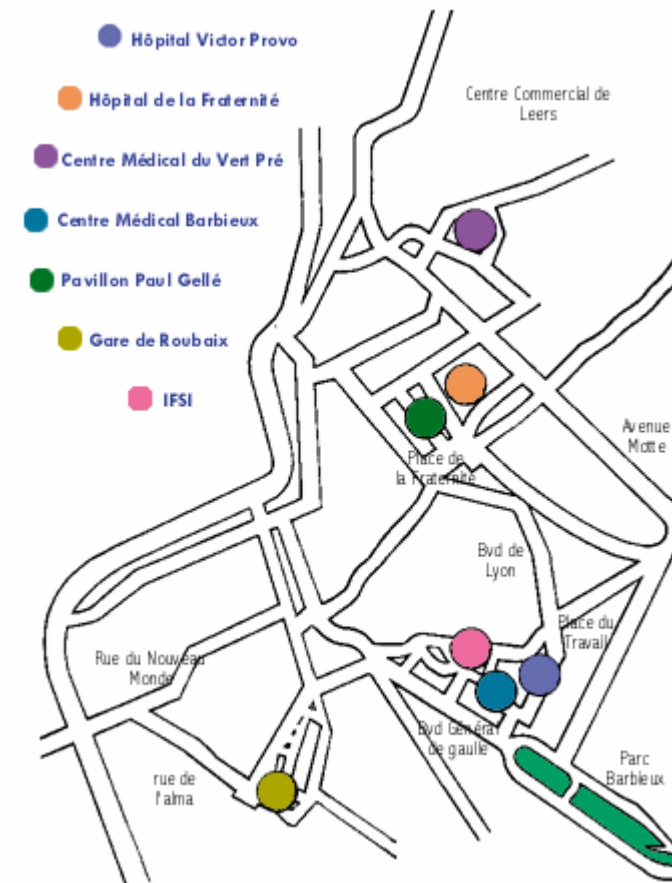 Hôpital Victor Provo
Hôpital de la Fraternité
Centre Médical du Vert Pré
Centre Médical Barbieux
Pavillon Paul Gellé
Gare de Roubaix
IFSI
Centre Commercial de
Leers
Avenue
Motte
Place de
la Fraternité
Bvd de
Lyon
Place du
Travail
Rue du Nouveau
Monde
Bvd Général
de gaulle
Parc
Barbieux
rue de
l'alma